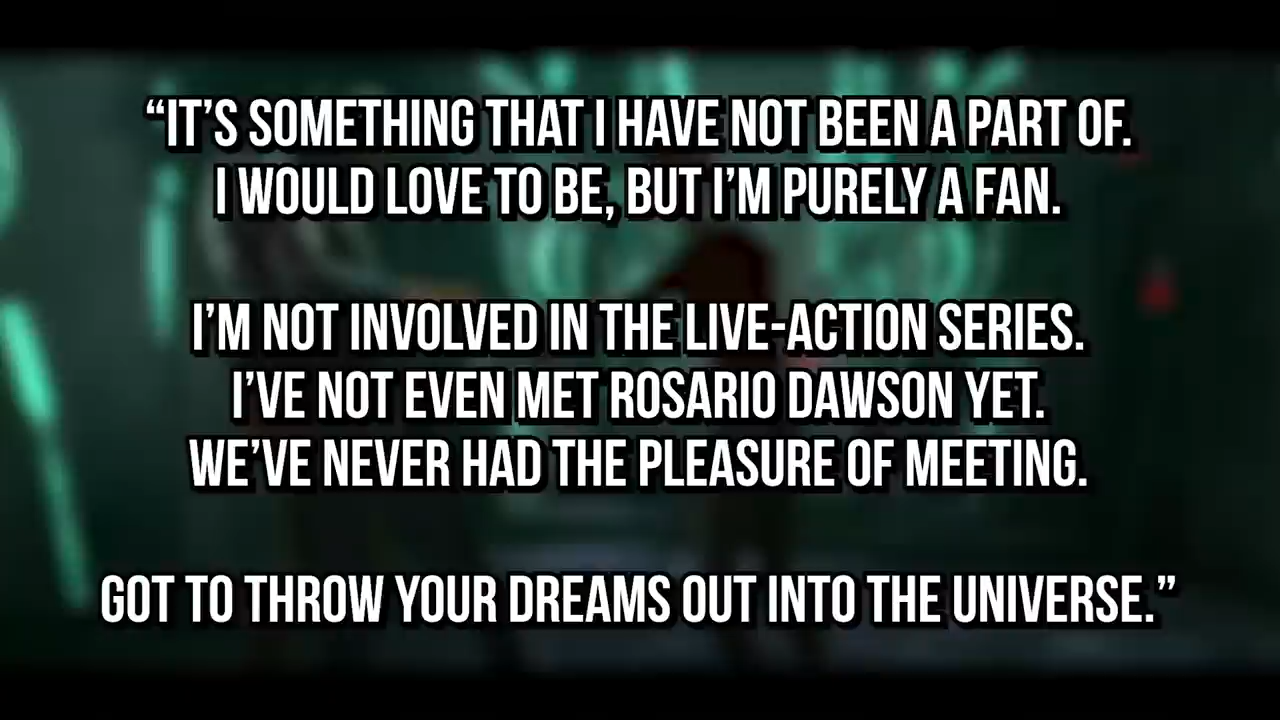 “IT’S SOMETHING THAT I HAVE NOT BEEN A PART OF.
I WOULD LOVE TO BE, BUT I’M PURELY A FAN.
I’M NOT INVOLVED IN THE LIVE-ACTION SERIES.
I’VE NOT EVEN MET ROSARIO DAWSON YET.
WE’VE NEVER HAD THE PLEASURE OF MEETING.
GOT TO THROW YOUR DREAMS OUT INTO THE UNIVERSE.”